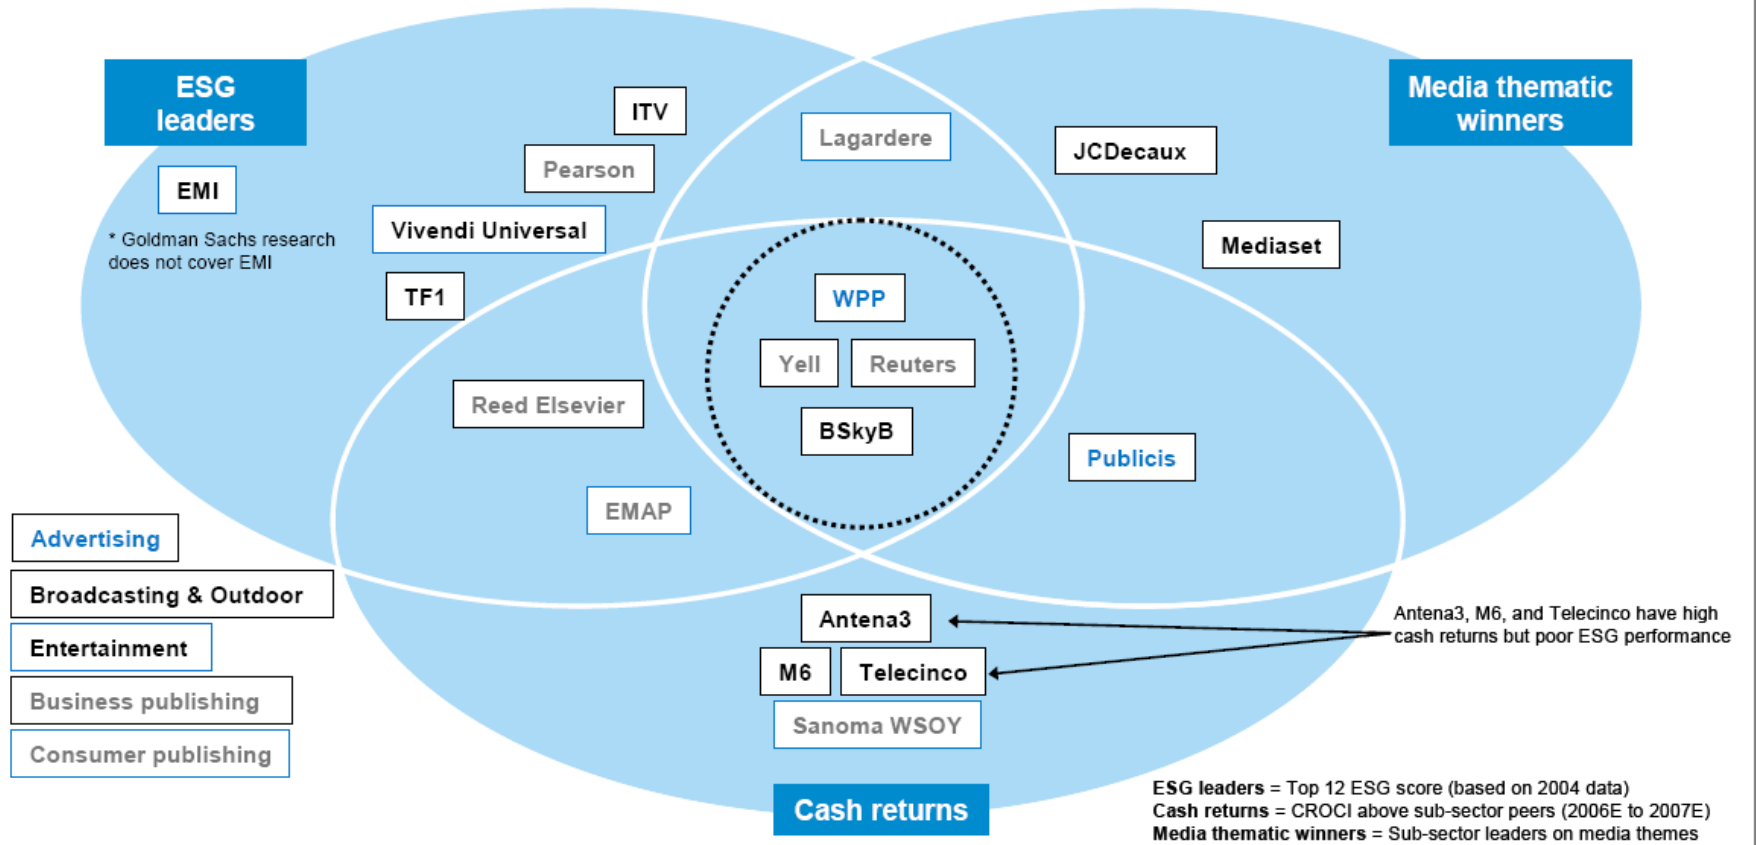 ESG
leaders
Media thematic
winners
ITV
Lagardere
JCDecaux
Pearson
EMI
Vivendi Universal
* Goldman Sachs research
does not cover EMI
Mediaset
TF1
WPP
Yell
Reuters
Reed Elsevier
BSkyB
Publicis
EMAP
Advertising
Broadcasting & Outdoor
Entertainment
Business publishing
Consumer publishing
Antena3
M6
Telecinco
Sanoma WSOY
Antena3, M6, and Telecinco have high
cash returns but poor ESG performance
Cash returns
ESG leaders = Top 12 ESG score (based on 2004 data)
Cash returns = CROCI above sub-sector peers (2006E to 2007E)
Media thematic winners = Sub-sector leaders on media themes